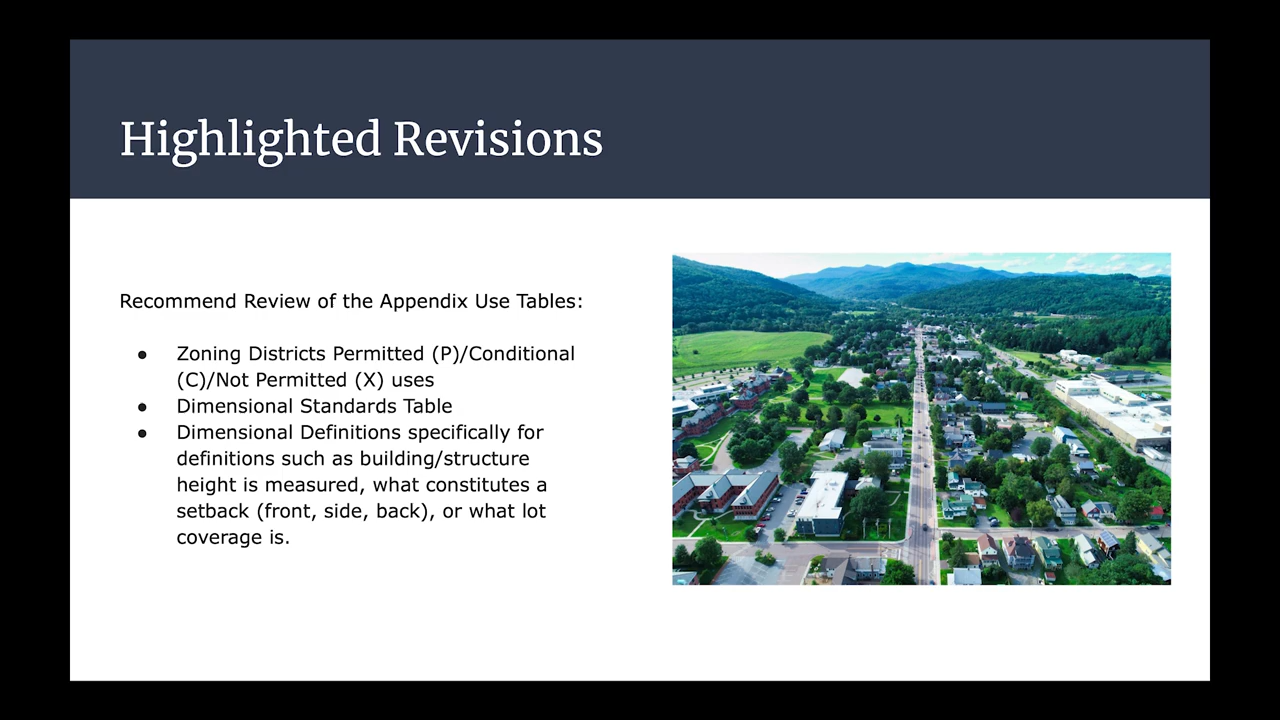 Highlighted Revisions
Recommend Review of the Appendix Use Tables:
● Zoning Districts Permitted (P)/Conditional
(C)/Not Permitted (X) uses
● Dimensional Standards Table
● Dimensional Definitions specifically for
definitions such as building/structure
height is measured, what constitutes a
setback (front, side, back), or what lot
coverage is.